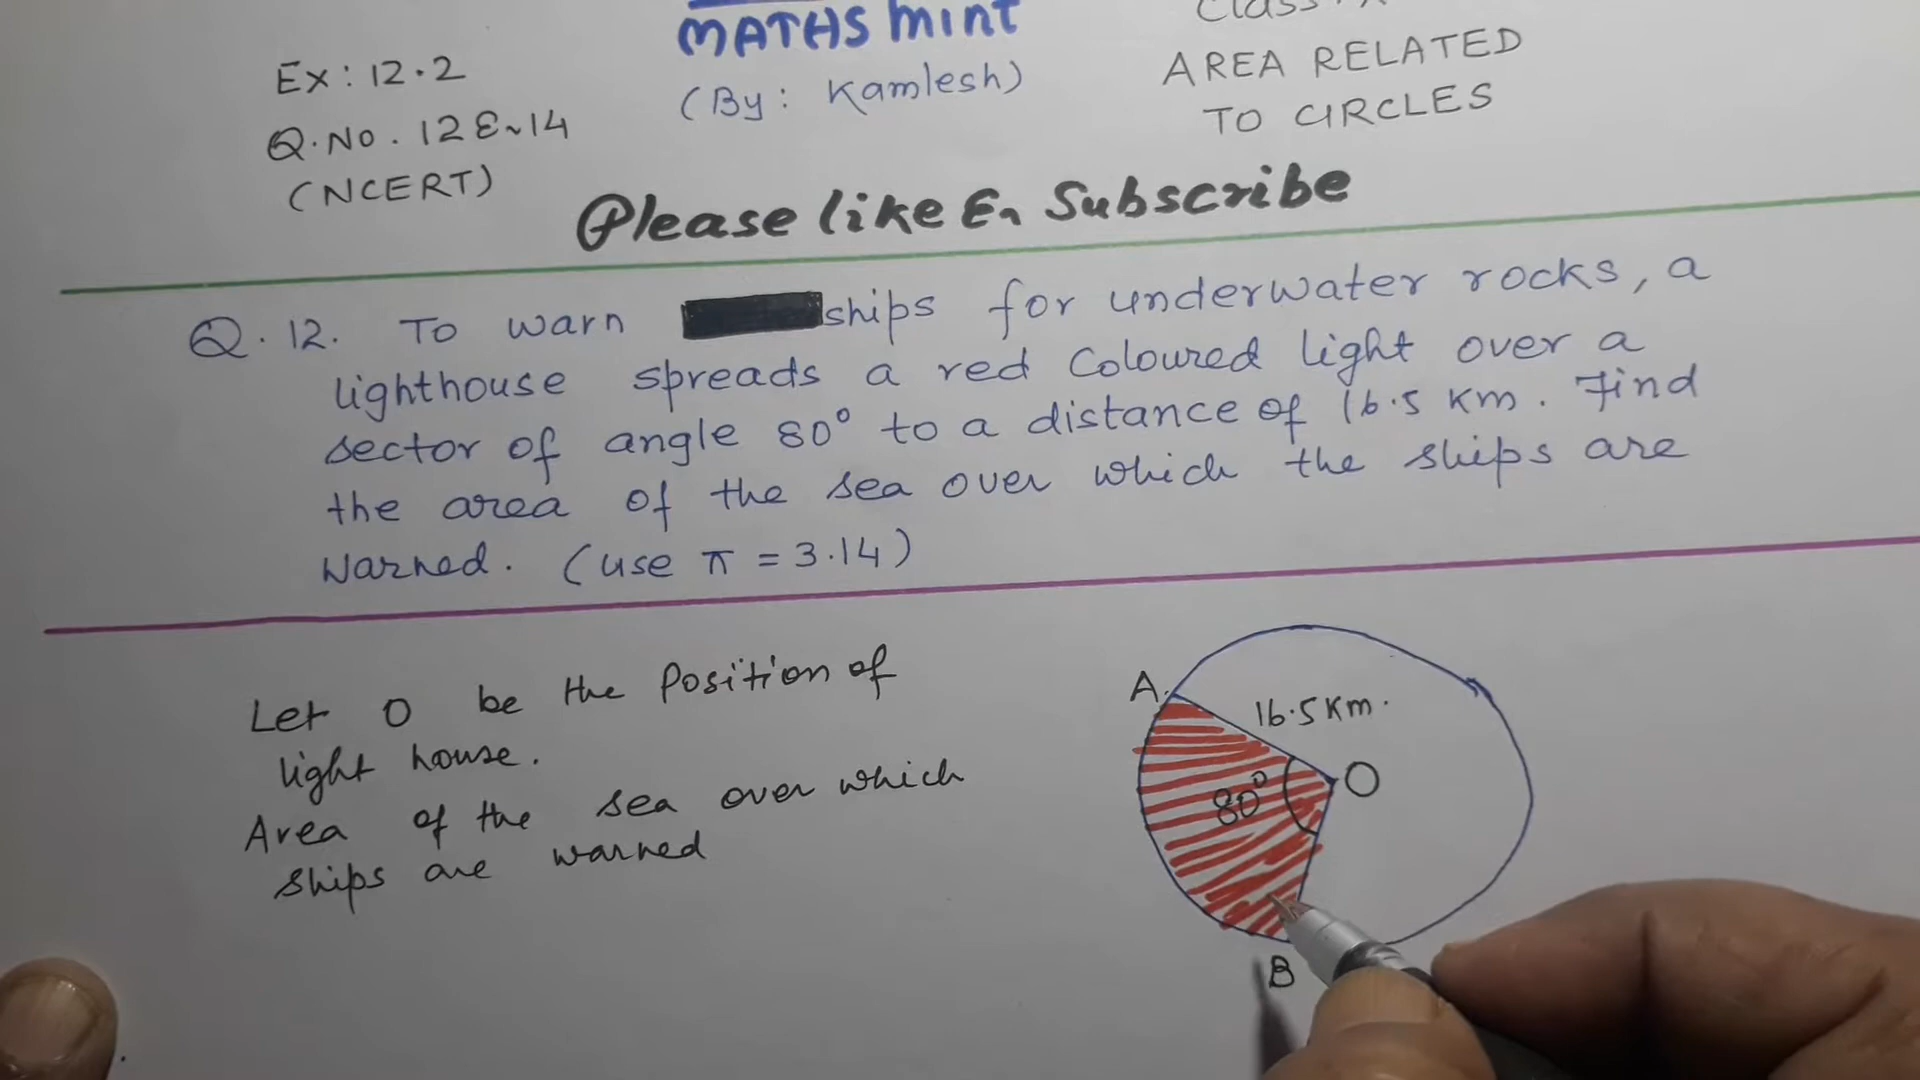 MATHS MINT
(By: Kamlesh)
Ex: 12.2
Q.No. 12 & 14
(NCERT)
Class
AREA RELATED
TO CIRCLES
Please like & Subscribe
Q.12. To warn ships for underwater rocks, a
lighthouse spreads a red coloured light over a
sector of angle 80° to a distance of 16.5 Km. Find
the area of the sea over which the ships are
warned. (use π = 3.14)
Let O be the Position of
light house.
Area of the sea over which
ships are warned
A
16.5 Km.
80°
O
B